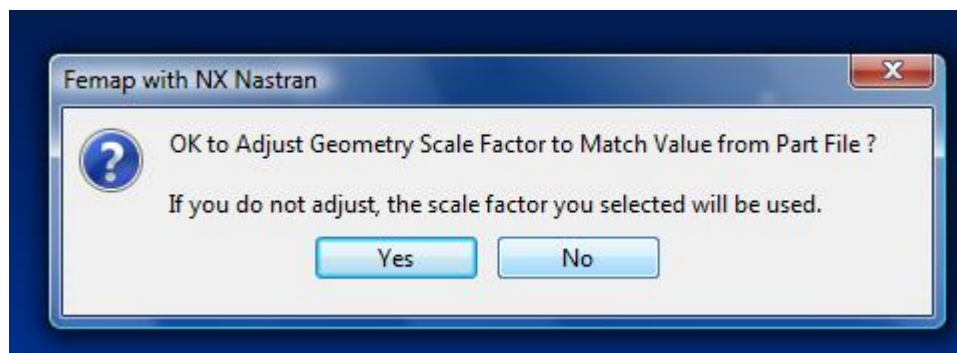 Femap with NX Nastran
OK to Adjust Geometry Scale Factor to Match Value from Part File ?
If you do not adjust, the scale factor you selected will be used.
Yes No